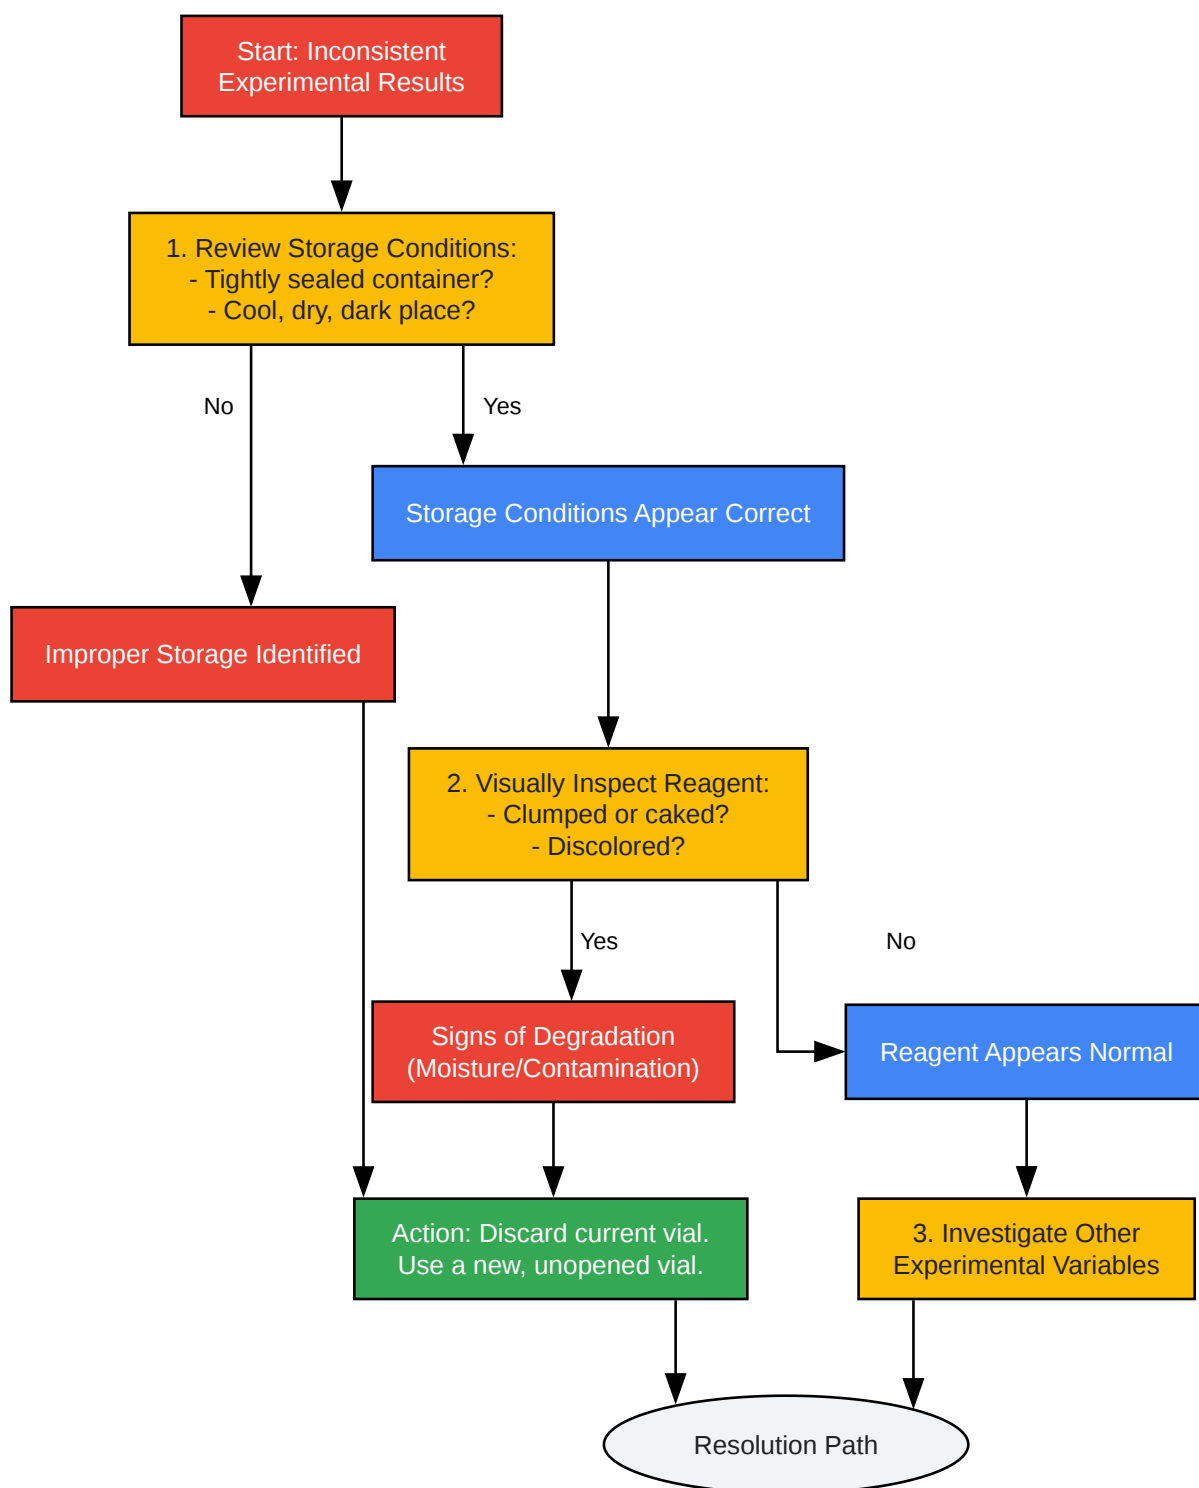 Start: Inconsistent
Experimental Results
1. Review Storage Conditions:
- Tightly sealed container?
- Cool, dry, dark place?
No
Yes
Storage Conditions Appear Correct
Improper Storage Identified
2. Visually Inspect Reagent:
- Clumped or caked?
- Discolored?
Yes
No
Signs of Degradation
(Moisture/Contamination)
Reagent Appears Normal
Action: Discard current vial.
Use a new, unopened vial.
3. Investigate Other
Experimental Variables
Resolution Path